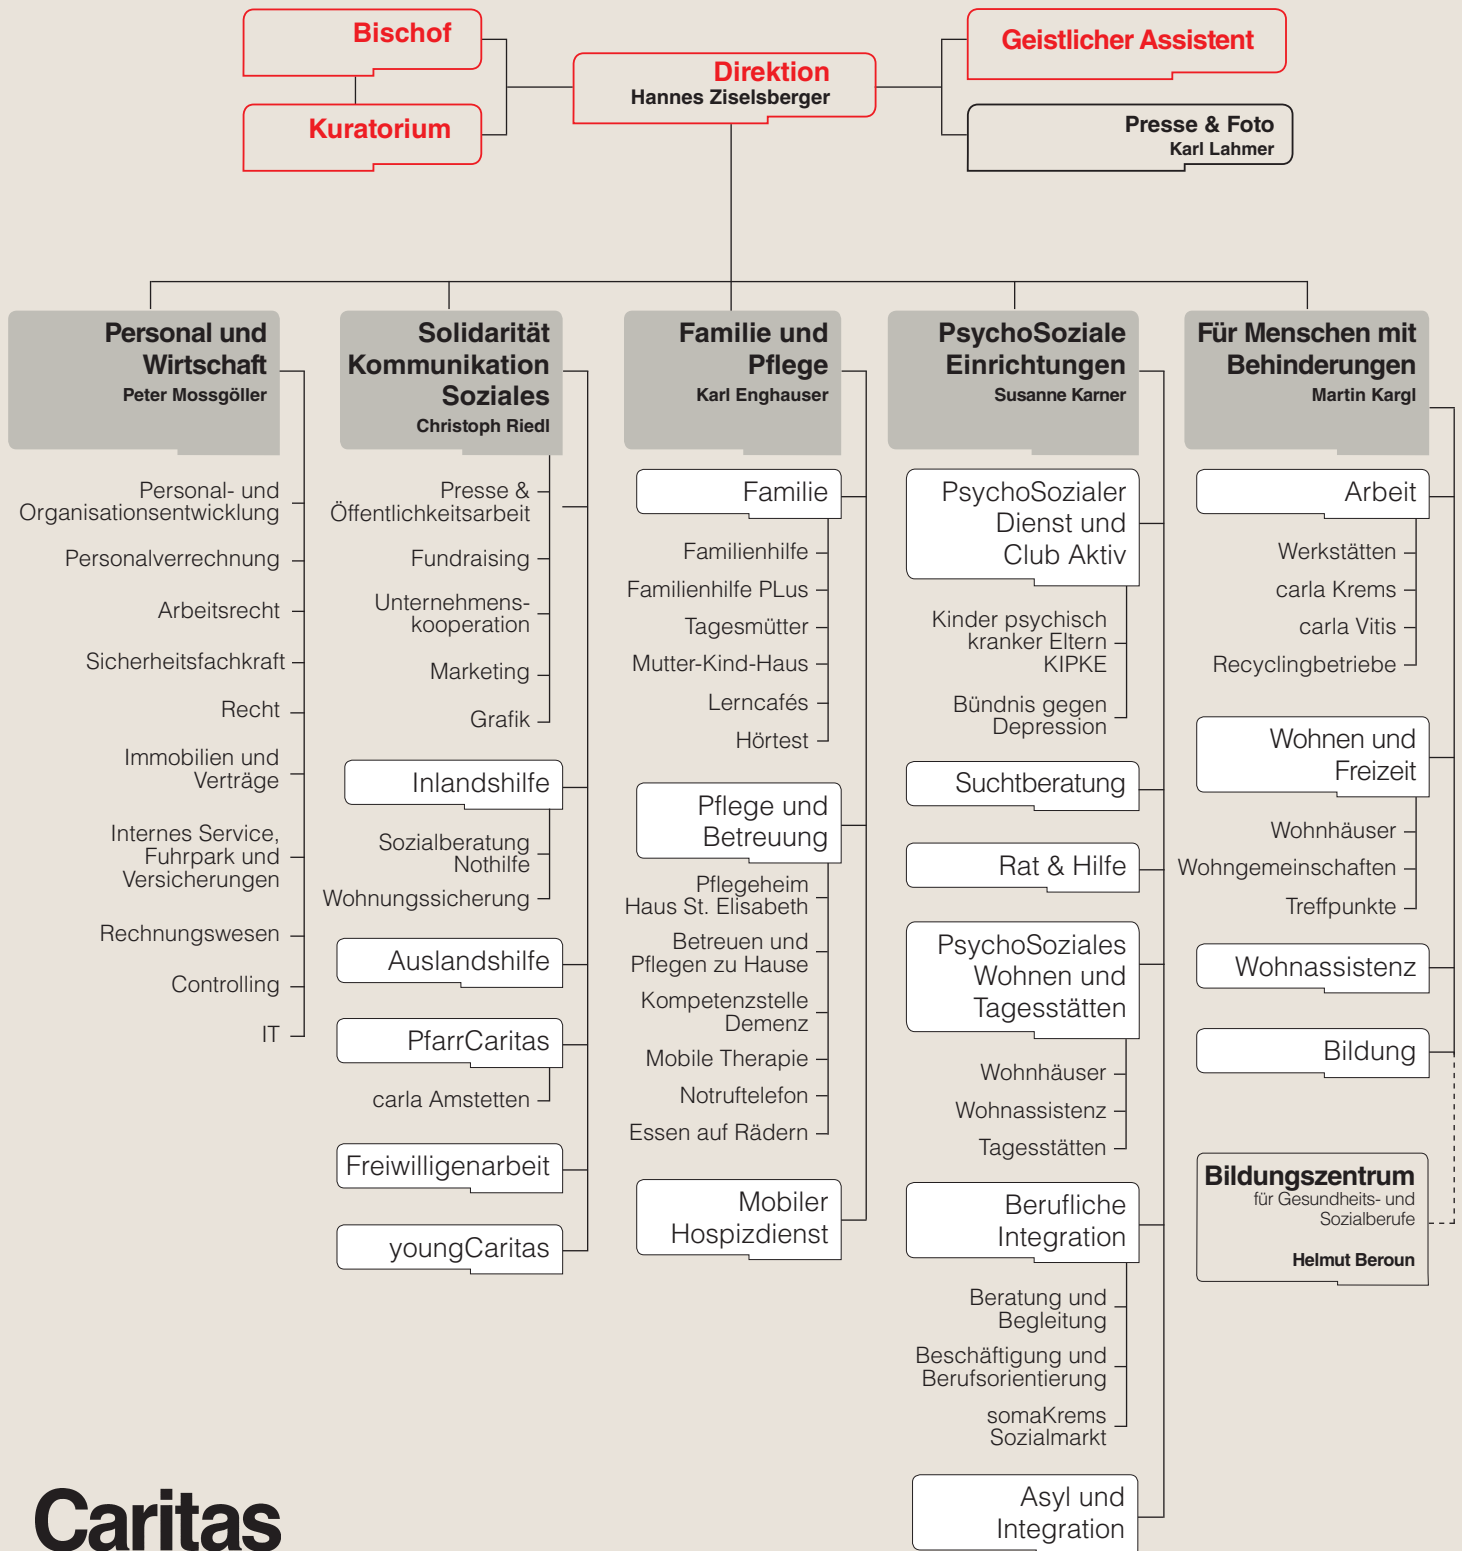 Bischof
Kuratorium
Direktion
Hannes Ziselsberger
Geistlicher Assistent
Presse & Foto
Karl Lahmer
Personal und
Wirtschaft
Peter Mossgöller
Personal- und
Organisationsentwicklung
Personalverrechnung
Arbeitsrecht
Sicherheitsfachkraft
Recht
Immobilien und
Verträge
Internes Service,
Fuhrpark und
Versicherungen
Rechnungswesen
Controlling
IT
Solidarität
Kommunikation
Soziales
Christoph Riedl
Presse &
Öffentlichkeitsarbeit
Fundraising
Unternehmens-
kooperation
Marketing
Grafik
Inlandshilfe
Sozialberatung
Nothilfe
Wohnungssicherung
Auslandshilfe
PfarrCaritas
carla Amstetten
Freiwilligenarbeit
youngCaritas
Familie und
Pflege
Karl Enghauser
Familie
Familienhilfe
Familienhilfe PLus
Tagesmütter
Mutter-Kind-Haus
Lerncafés
Hörtest
Pflege und
Betreuung
Pflegeheim
Haus St. Elisabeth
Betreuen und
Pflegen zu Hause
Kompetenzstelle
Demenz
Mobile Therapie
Notruftelefon
Essen auf Rädern
Mobiler
Hospizdienst
PsychoSoziale
Einrichtungen
Susanne Karner
PsychoSozialer
Dienst und
Club Aktiv
Kinder psychisch
kranker Eltern
KIPKE
Bündnis gegen
Depression
Suchtberatung
Rat & Hilfe
PsychoSoziales
Wohnen und
Tagesstätten
Wohnhäuser
Wohnassistenz
Tagesstätten
Berufliche
Integration
Beratung und
Begleitung
Beschäftigung und
Berufsorientierung
somaKrems
Sozialmarkt
Asyl und
Integration
Für Menschen mit
Behinderungen
Martin Kargl
Arbeit
Werkstätten
carla Krems
carla Vitis
Recyclingbetriebe
Wohnen und
Freizeit
Wohnhäuser
Wohngemeinschaften
Treffpunkte
Wohnassistenz
Bildung
Bildungszentrum
für Gesundheits- und
Sozialberufe
Helmut Beroun
Caritas